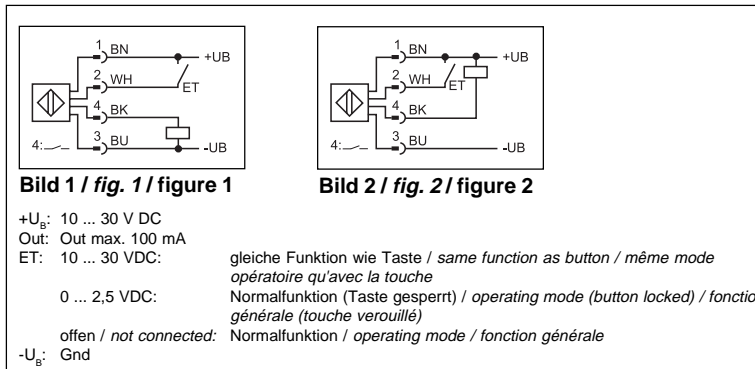 1 BN +UB
2 WH ET
4 BK
3 BU -UB
4:
Bild 1 / fig. 1 / figure 1
1 BN +UB
2 WH ET
4 BK
3 BU -UB
4:
Bild 2 / fig. 2 / figure 2
+UB: 10 ... 30 V DC
Out: Out max. 100 mA
ET: 10 ... 30 VDC: gleiche Funktion wie Taste / same function as button / même mode
opératoire qu'avec la touche
0 ... 2,5 VDC: Normalfunktion (Taste gesperrt) / operating mode (button locked) / fonctio
générale (touche verouillé)
offen / not connected: Normalfunktion / operating mode / fonction générale
-UB: Gnd